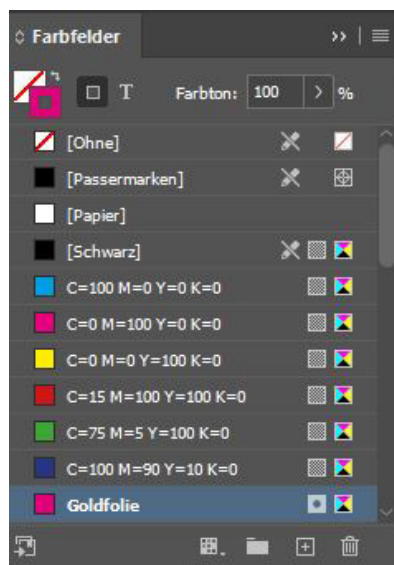 Farbfelder
T Farbton: 100 %
[Ohne]
[Passermarken]
[Papier]
[Schwarz]
C=100 M=0 Y=0 K=0
C=0 M=100 Y=0 K=0
C=0 M=0 Y=100 K=0
C=15 M=100 Y=100 K=0
C=75 M=5 Y=100 K=0
C=100 M=90 Y=10 K=0
Goldfolie